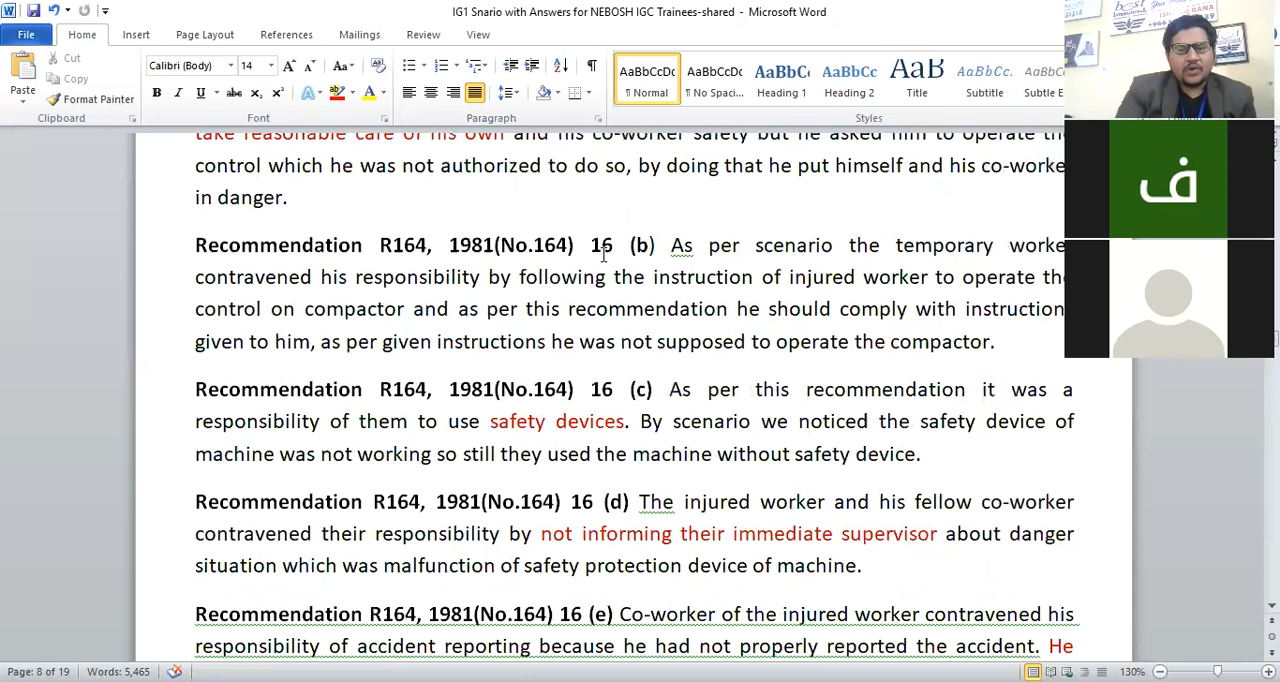 IG1 Snario with Answers for NEBOSH IGC Trainees-shared - Microsoft Word
File Home Insert Page Layout References Mailings Review View
Paste
Cut
Copy
Format Painter
Calibri (Body) 14
AaBbCcDc AaBbCcDc AaBbC AaBbCc AaB AaBbCc. AaBbC
¶ Normal ¶ No Spaci... Heading 1 Heading 2 Title Subtitle Subtle E
Clipboard Font Paragraph Styles
take reasonable care of his own and his co-worker safety but he asked him to operate the
control which he was not authorized to do so, by doing that he put himself and his co-worke
in danger.
Recommendation R164, 1981(No.164) 16 (b) As per scenario the temporary worke
contravened his responsibility by following the instruction of injured worker to operate th
control on compactor and as per this recommendation he should comply with instruction
given to him, as per given instructions he was not supposed to operate the compactor.
Recommendation R164, 1981(No.164) 16 (c) As per this recommendation it was a
responsibility of them to use safety devices. By scenario we noticed the safety device of
machine was not working so still they used the machine without safety device.
Recommendation R164, 1981(No.164) 16 (d) The injured worker and his fellow co-worker
contravened their responsibility by not informing their immediate supervisor about danger
situation which was malfunction of safety protection device of machine.
Recommendation R164, 1981(No.164) 16 (e) Co-worker of the injured worker contravened his
responsibility of accident reporting because he had not properly reported the accident. He
ف
Page: 8 of 19 Words: 5,465 130%